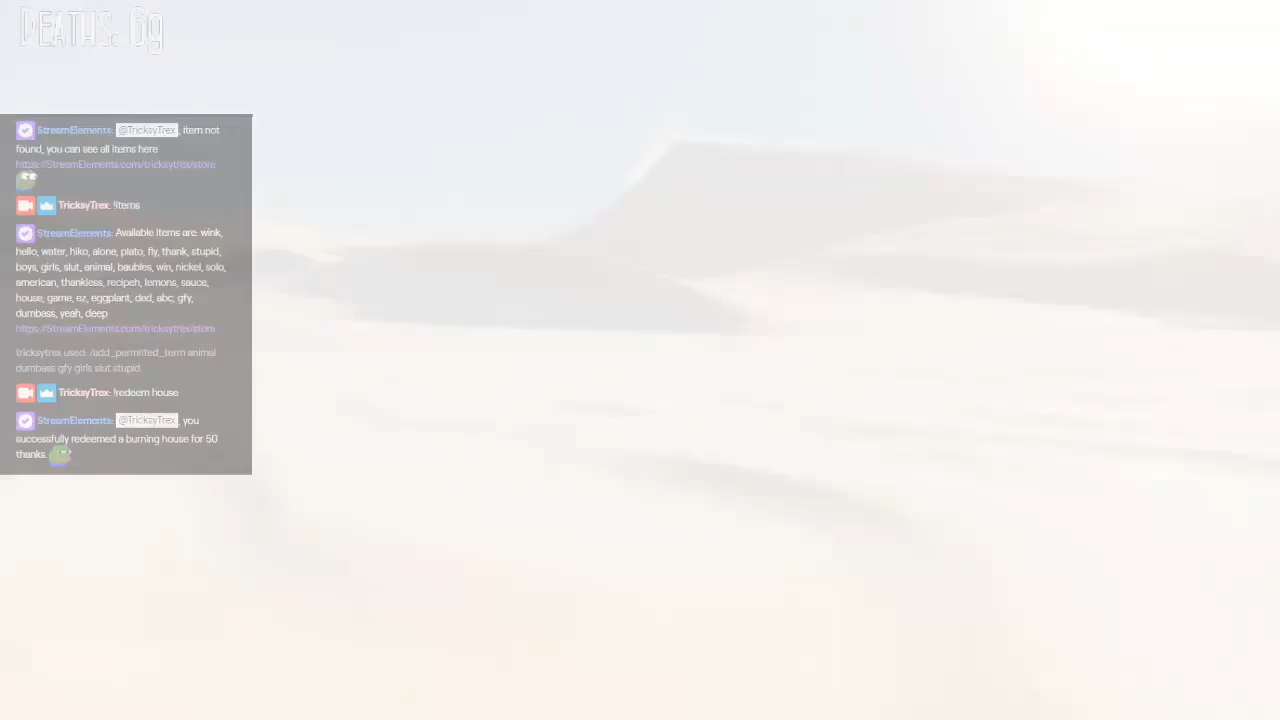 DEATHS: 69
StreamElements: @TricksyTrex, item not
found, you can see all items here
https://StreamElements.com/tricksytrex/store
TricksyTrex: !items
StreamElements: Available items are: wink,
hello, water, hiko, alone, plato, fly, thank, stupid,
boys, girls, slut, animal, baubles, win, nickel, solo,
american, thankless, recipeh, lemons, sauce,
house, game, ez, eggplant, ded, abc, gfy,
dumbass, yeah, deep
https://StreamElements.com/tricksytrex/store
tricksytrex used: /add_permitted_term animal
dumbass gfy girls slut stupid
TricksyTrex: !redeem house
StreamElements: @TricksyTrex, you
successfully redeemed a burning house for 50
thanks.